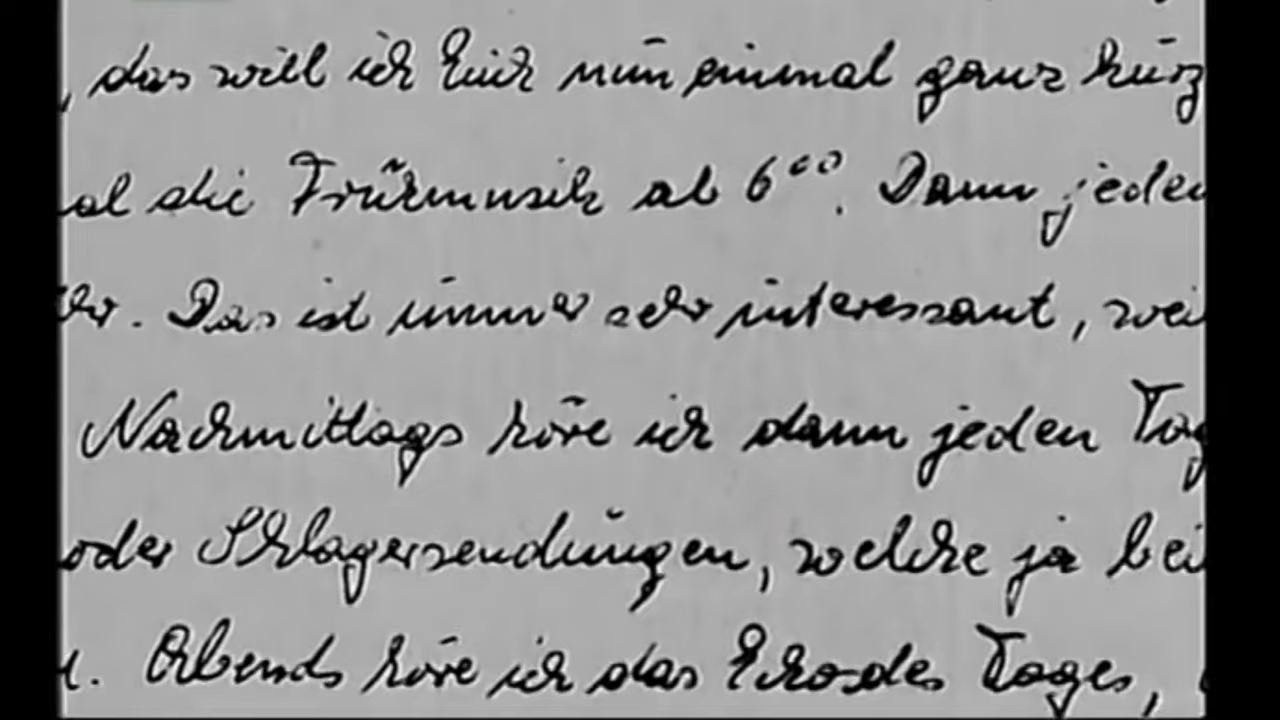 , das will ich Euch nun einmal ganz kurz
al die Frühmusik ab 6⁰⁰. Dann jeden
hr. Das ist immer sehr interessant, wei
Nachmittags höre ich dann jeden Tag
oder Schlagersendungen, welche ja bei
. Abends höre ich das Echo des Tages,